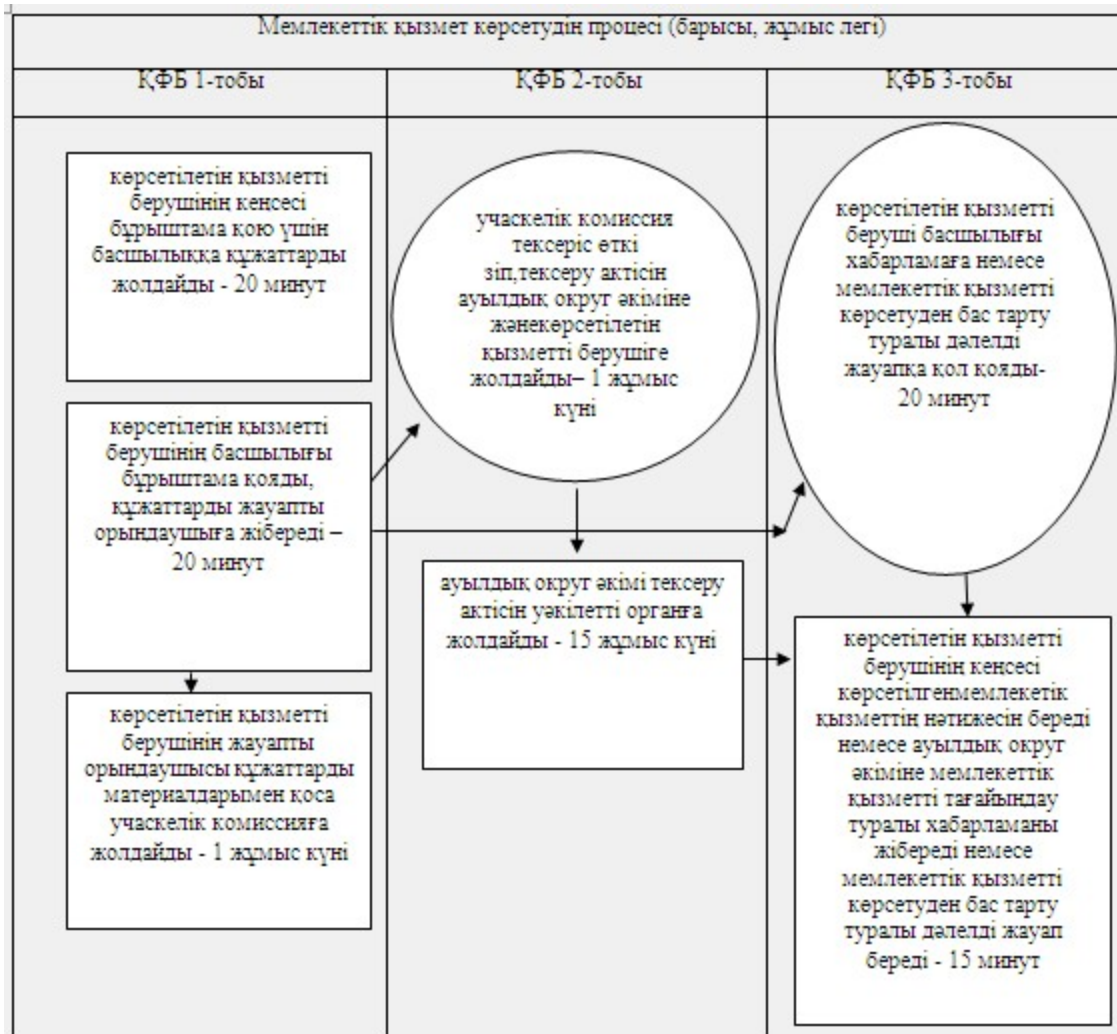 Мемлекеттік қызмет көрсетудің процесі (барысы, жұмыс легі)
ҚФБ 1-тобы
ҚФБ 2-тобы
ҚФБ 3-тобы
көрсетілетін қызметті
берушінің кеңсесі
бұрыштама қою үшін
басшылыққа құжаттарды
жолдайды - 20 минут
көрсетілетін қызметті
берушінің басшылығы
бұрыштама қояды,
құжаттарды жауапты
орындаушыға жібереді –
20 минут
көрсетілетін қызметті
берушінің жауапты
орындаушысы құжаттарды
материалдарымен қоса
учаскелік комиссияға
жолдайды - 1 жұмыс күні
учаскелік комиссия
тексеріс өткі
зіп,тексеру актісін
ауылдық округ әкіміне
жәнекөрсетілетін
қызметті берушіге
жолдайды– 1 жұмыс
күні
ауылдық округ әкімі тексеру
актісін уәкілетті органға
жолдайды - 15 жұмыс күні
көрсетілетін қызметті
беруші басшылығы
хабарламаға немесе
мемлекеттік қызметті
көрсетуден бас тарту
туралы дәлелді
жауапқа қол қояды-
20 минут
көрсетілетін қызметті
берушінің кеңсесі
көрсетілгенмемлекетік
қызметтің нәтижесін береді
немесе ауылдық округ
әкіміне мемлекеттік
қызметті тағайындау
туралы хабарламаны
жібереді немесе
мемлекеттік қызметті
көрсетуден бас тарту
туралы дәлелді жауап
береді - 15 минут